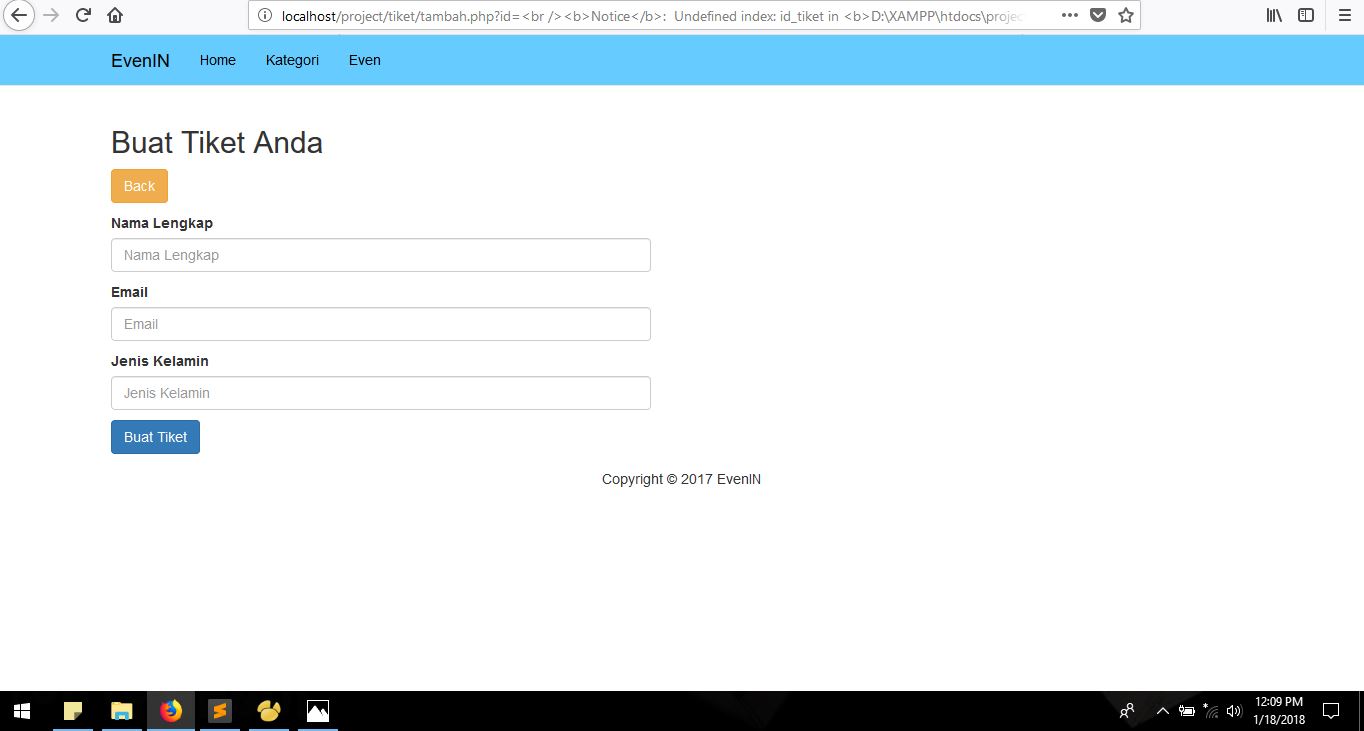 localhost/project/tiket/tambah.php?id=<br /><b>Notice</b>: Undefined index: id_tiket in <b>D:\XAMPP\htdocs\projec
EvenIN Home Kategori Even
Buat Tiket Anda
Back
Nama Lengkap
Nama Lengkap
Email
Email
Jenis Kelamin
Jenis Kelamin
Buat Tiket
Copyright © 2017 EvenIN
12:09 PM
1/18/2018